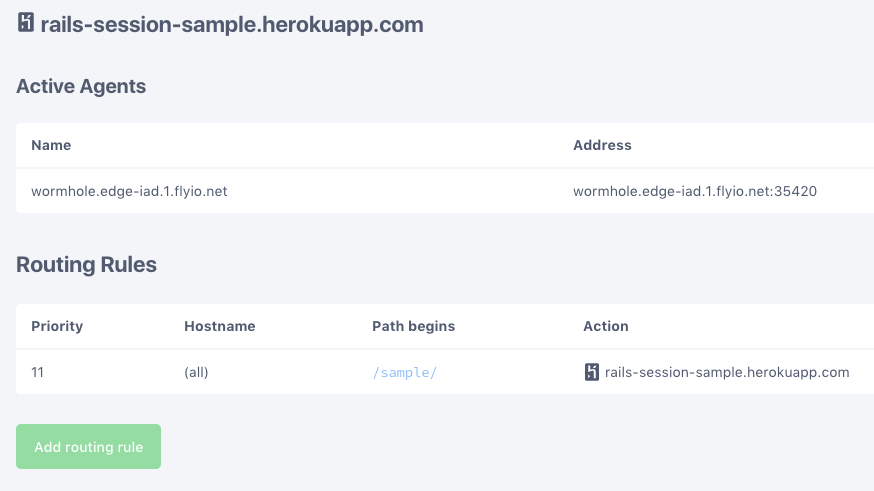 rails-session-sample.herokuapp.com
Active Agents
Name Address
wormhole.edge-iad.1.flyio.net wormhole.edge-iad.1.flyio.net:35420
Routing Rules
Priority Hostname Path begins Action
11 (all) /sample/ rails-session-sample.herokuapp.com
Add routing rule